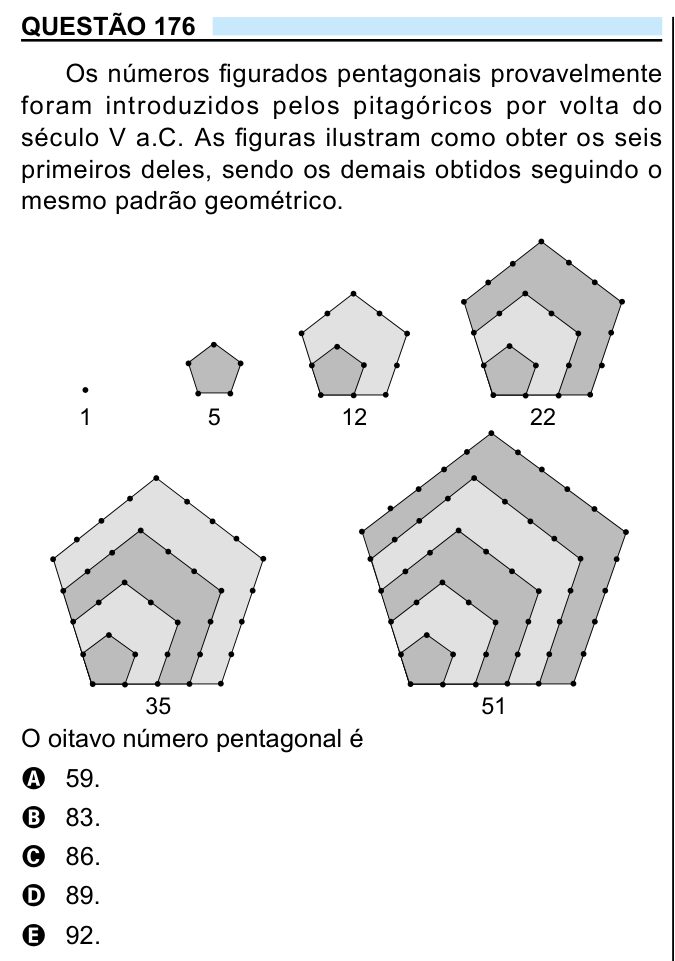 QUESTÃO 176
Os números figurados pentagonais provavelmente
foram introduzidos pelos pitagóricos por volta do
século V a.C. As figuras ilustram como obter os seis
primeiros deles, sendo os demais obtidos seguindo o
mesmo padrão geométrico.
1 5 12 22
35 51
O oitavo número pentagonal é
A 59.
B 83.
C 86.
D 89.
E 92.